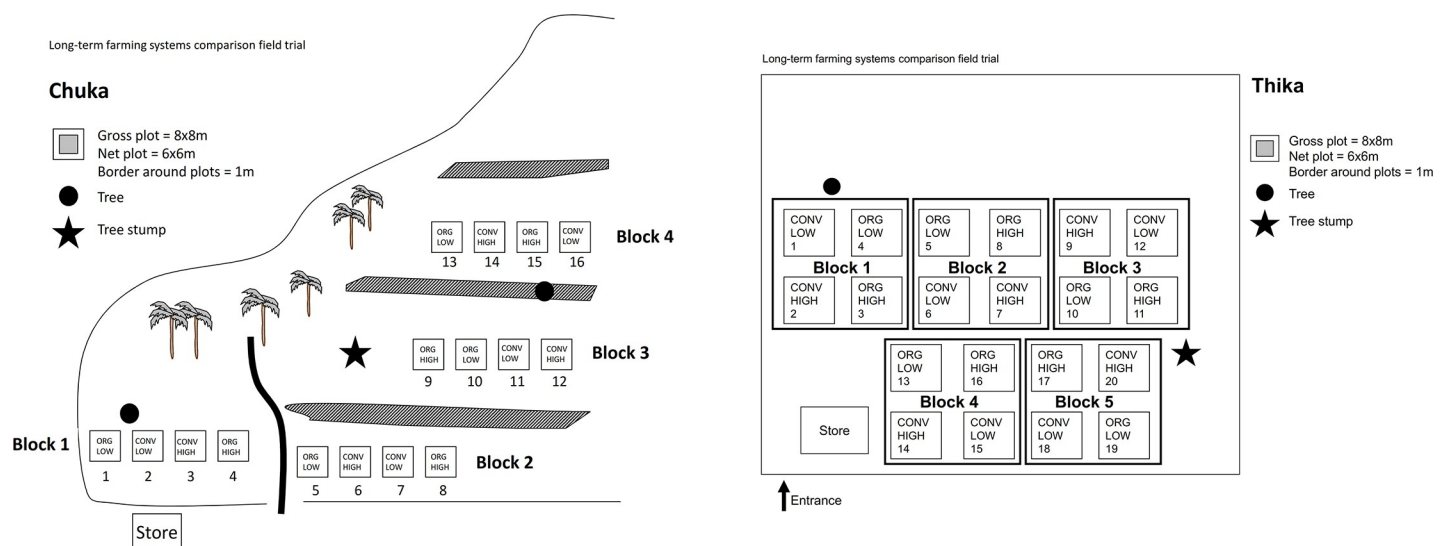 Long-term farming systems comparison field trial
Chuka
Gross plot = 8x8m
Net plot = 6x6m
Border around plots = 1m
Tree
Tree stump
ORG LOW
13
CONV HIGH
14
ORG HIGH
15
CONV LOW
16
Block 4
ORG HIGH
9
ORG LOW
10
CONV LOW
11
CONV HIGH
12
Block 3
Block 1
ORG LOW
1
CONV LOW
2
CONV HIGH
3
ORG HIGH
4
ORG LOW
5
CONV HIGH
6
CONV LOW
7
ORG HIGH
8
Block 2
Store
Long-term farming systems comparison field trial
Thika
Gross plot = 8x8m
Net plot = 6x6m
Border around plots = 1m
Tree
Tree stump
CONV LOW
1
ORG LOW
4
Block 1
CONV HIGH
2
ORG HIGH
3
ORG LOW
5
ORG HIGH
8
Block 2
CONV LOW
6
CONV HIGH
7
CONV HIGH
9
CONV LOW
12
Block 3
ORG LOW
10
ORG HIGH
11
ORG LOW
13
ORG HIGH
16
Block 4
CONV HIGH
14
CONV LOW
15
ORG HIGH
17
CONV HIGH
20
Block 5
CONV LOW
18
ORG LOW
19
Store
Entrance